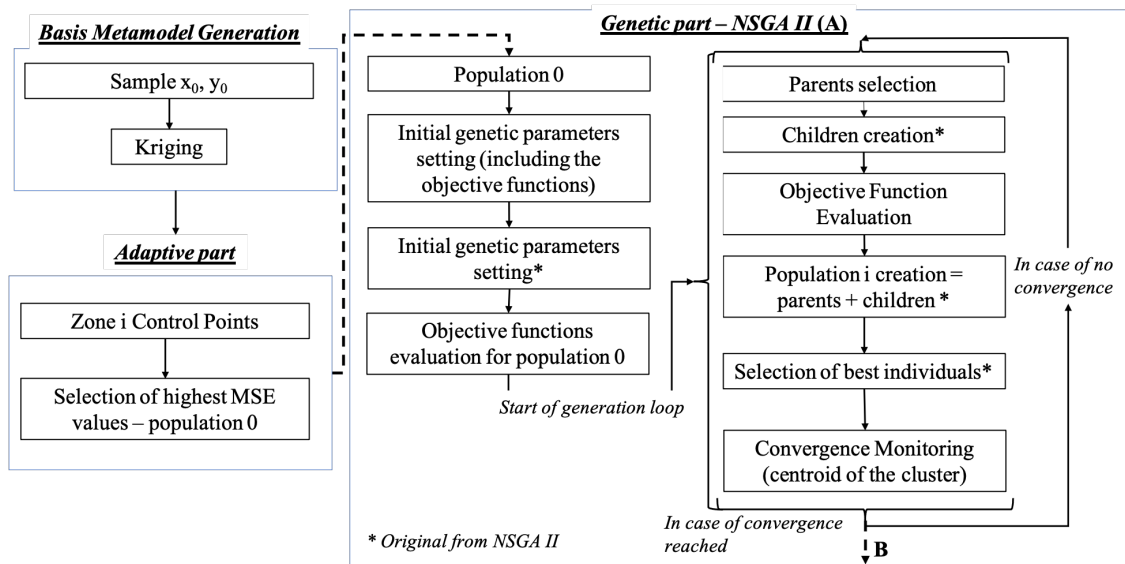 Basis Metamodel Generation
Sample x₀, y₀
Kriging
Adaptive part
Zone i Control Points
Selection of highest MSE
values – population 0
Genetic part – NSGA II (A)
Population 0
Initial genetic parameters
setting (including the
objective functions)
Initial genetic parameters
setting*
Objective functions
evaluation for population 0
Start of generation loop
Parents selection
Children creation*
Objective Function
Evaluation
Population i creation =
parents + children *
Selection of best individuals*
Convergence Monitoring
(centroid of the cluster)
In case of no
convergence
In case of convergence
reached
B
* Original from NSGA II